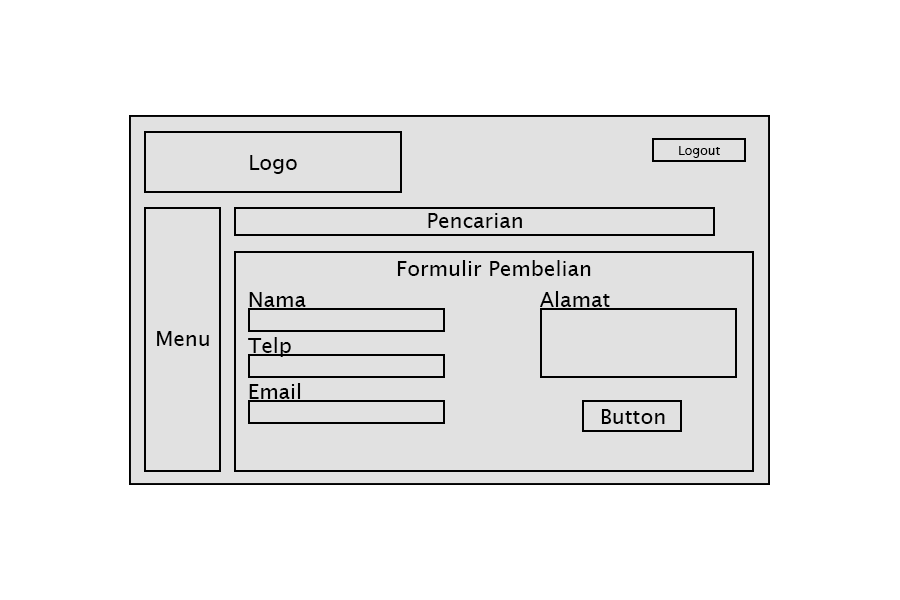 Logo
Logout
Pencarian
Menu
Formulir Pembelian
Nama
Alamat
Telp
Email
Button